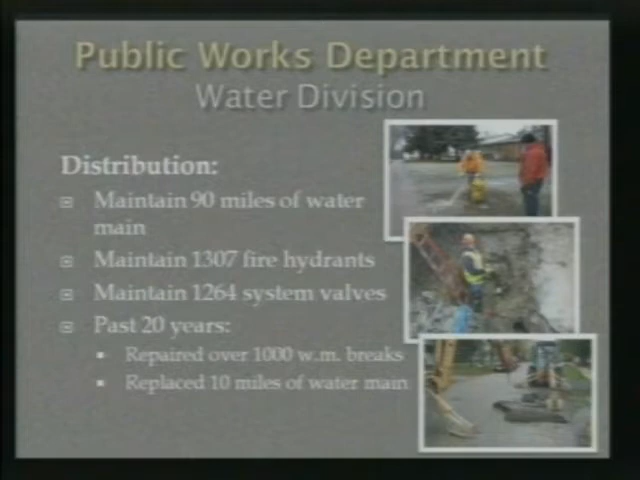 Public Works Department
Water Division
Distribution:
Maintain 90 miles of water
main
Maintain 1307 fire hydrants
Maintain 1264 system valves
Past 20 years:
Repaired over 1000 w.m. breaks
Replaced 10 miles of water main